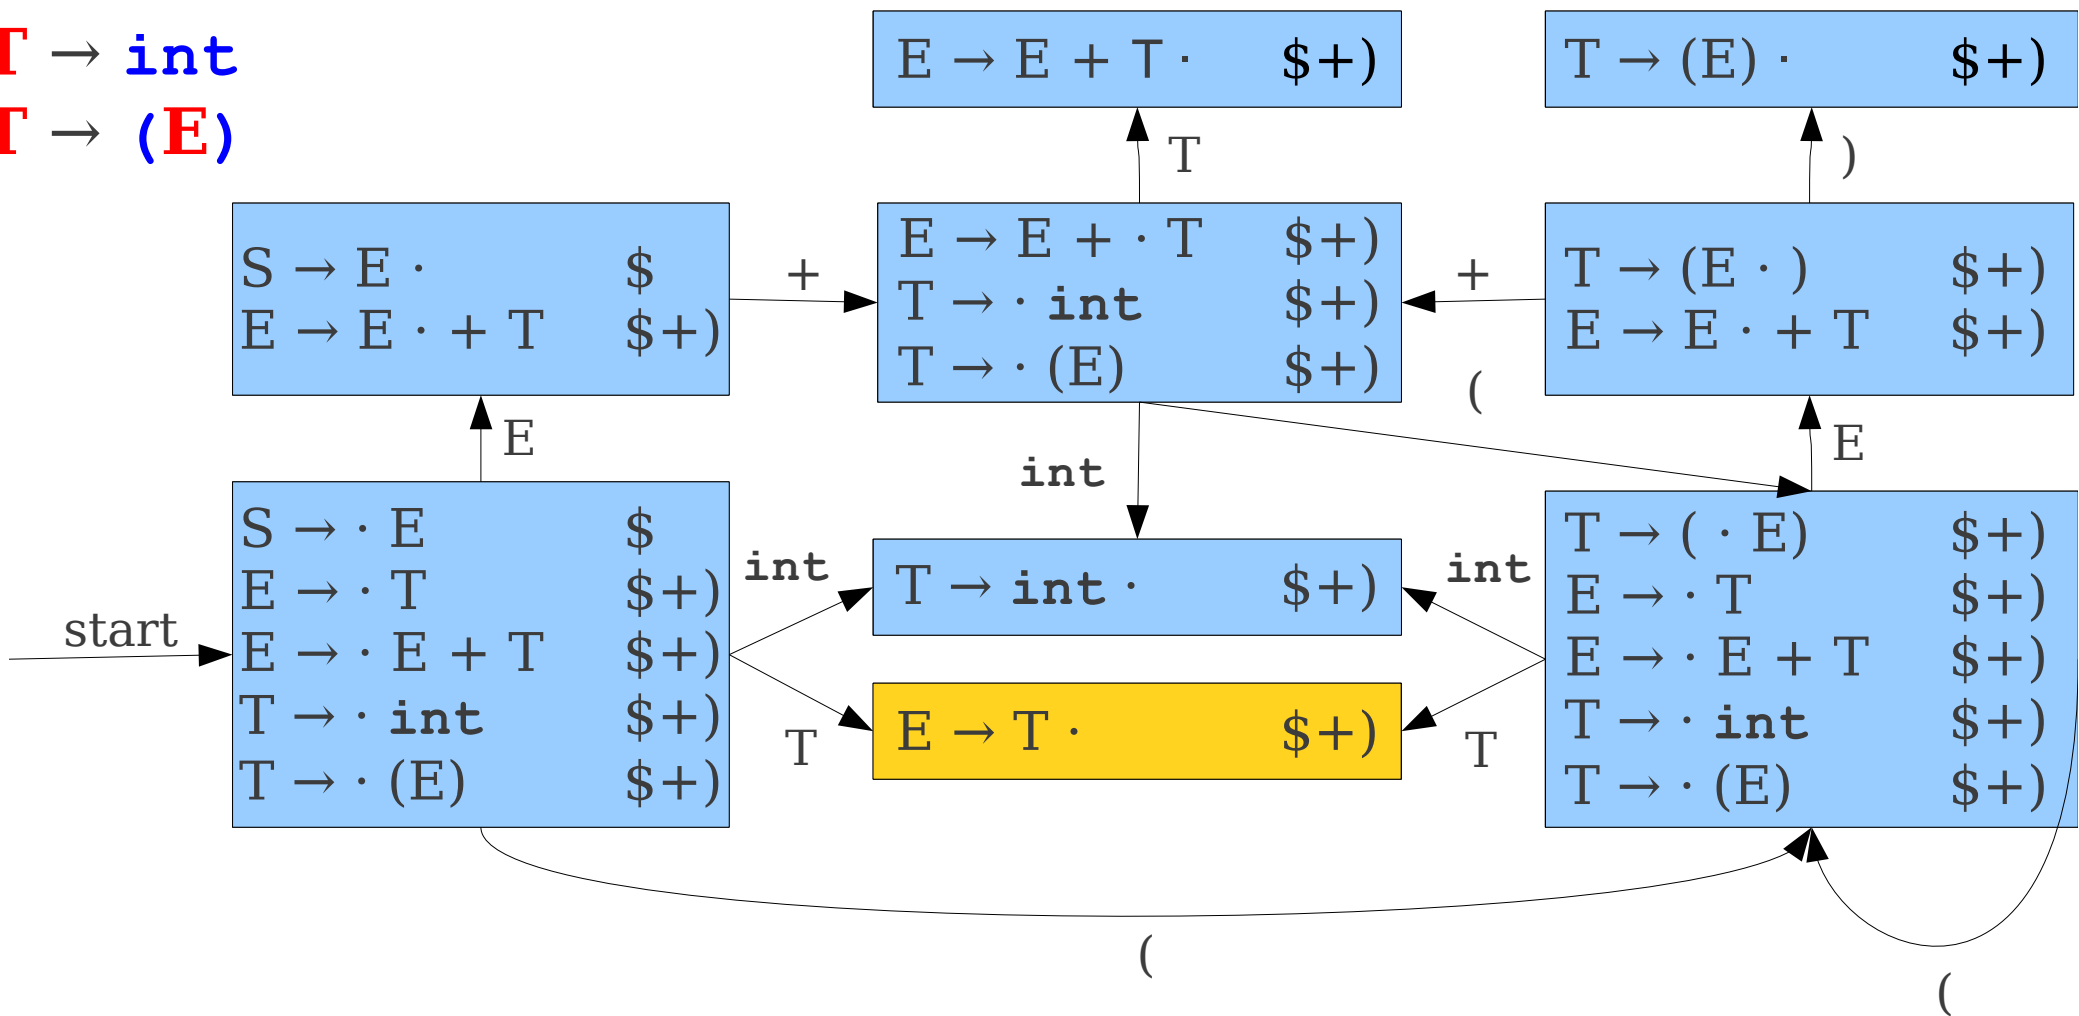 T → int
T → (E)
E → E + T · $+)
T → (E) · $+)
T
)
S → E · $
E → E · + T $+)
+
E → E + · T $+)
T → · int $+)
T → · (E) $+)
+
T → (E · ) $+)
E → E · + T $+)
(
E
int
E
start
S → · E $
E → · T $+)
E → · E + T $+)
T → · int $+)
T → · (E) $+)
int
T
T → int · $+)
E → T · $+)
int
T
T → ( · E) $+)
E → · T $+)
E → · E + T $+)
T → · int $+)
T → · (E) $+)
(
(